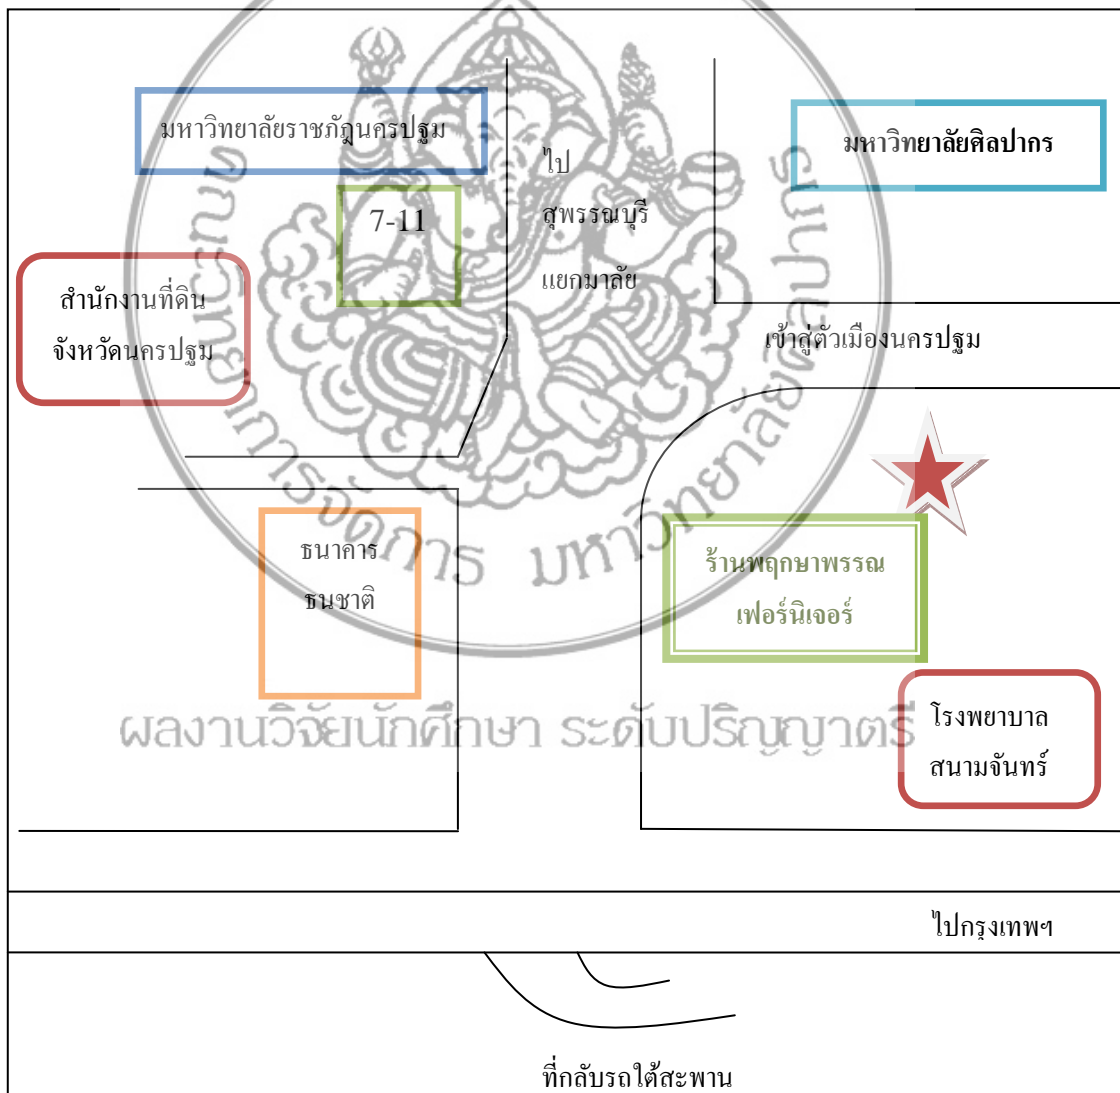 มหาวิทยาลัยราชภัฎนครปฐม
มหาวิทยาลัยศิลปากร
ไป
สุพรรณบุรี
แยกมาลัย
7-11
สำนักงานที่ดิน
จังหวัดนครปฐม
เข้าสู่ตัวเมืองนครปฐม
ธนาคาร
ธนชาติ
ร้านพฤกษาพรรณ
เฟอร์นิเจอร์
โรงพยาบาล
สนามจันทร์
ผลงานวิจัยนักศึกษา ระดับปริญญาตรี
ไปกรุงเทพฯ
ที่กลับรถใต้สะพาน